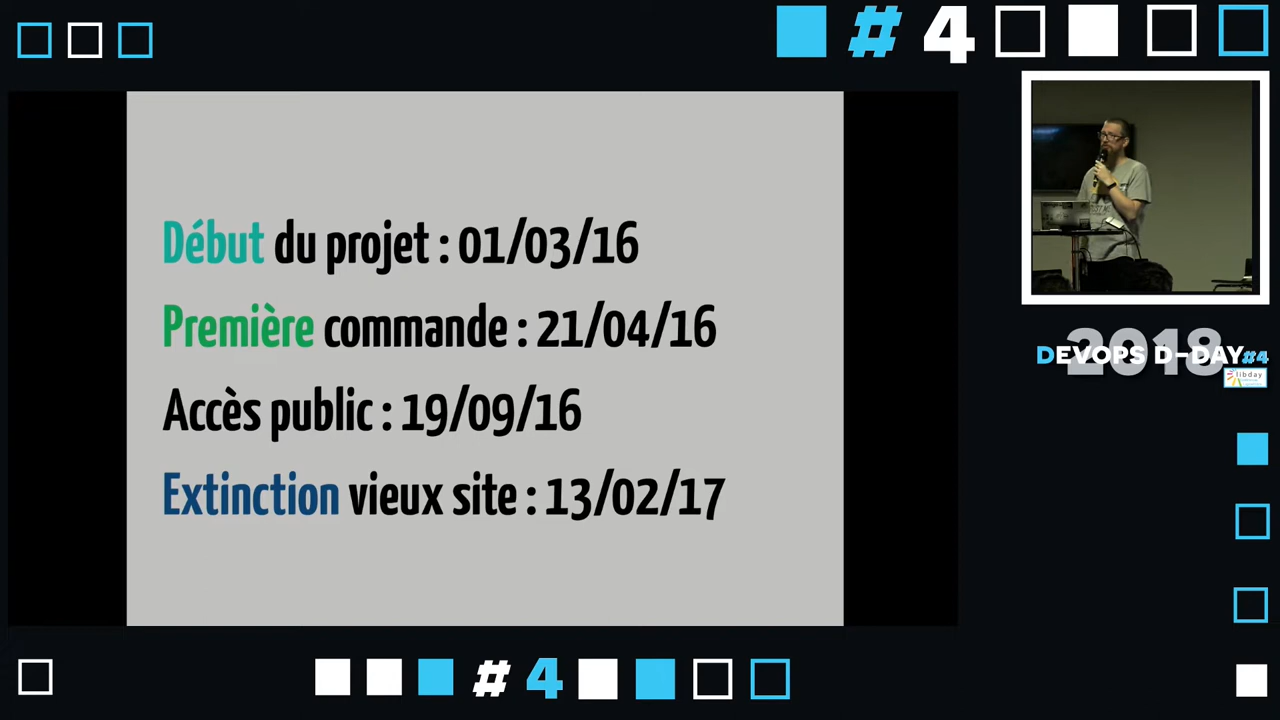 #4
Début du projet : 01/03/16
Première commande : 21/04/16
Accès public : 19/09/16
Extinction vieux site : 13/02/17
2018
DEVOPS D-DAY#4
libday
#4